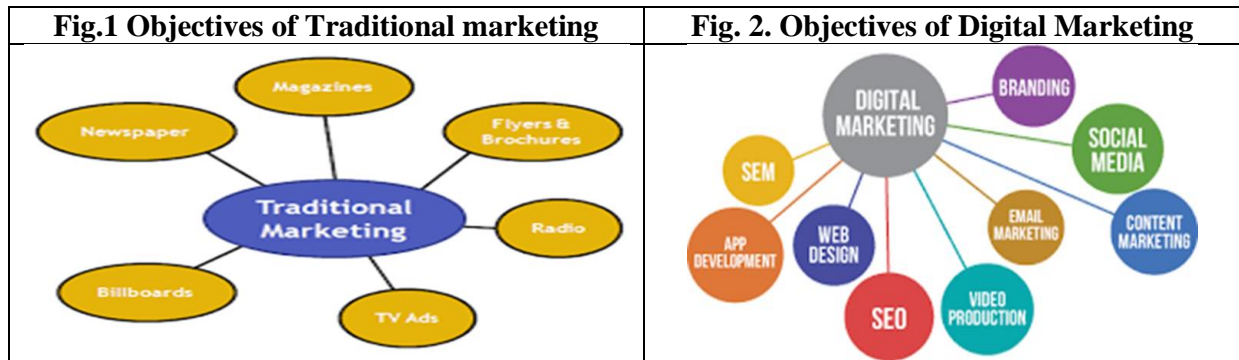 Fig.1 Objectives of Traditional marketing
Magazines
Newspaper
Flyers &
Brochures
Traditional
Marketing
Radio
Billboards
TV Ads
Fig. 2. Objectives of Digital Marketing
DIGITAL
MARKETING
BRANDING
SOCIAL
MEDIA
SEM
EMAIL
MARKETING
CONTENT
MARKETING
APP
DEVELOPMENT
WEB
DESIGN
SEO
VIDEO
PRODUCTION